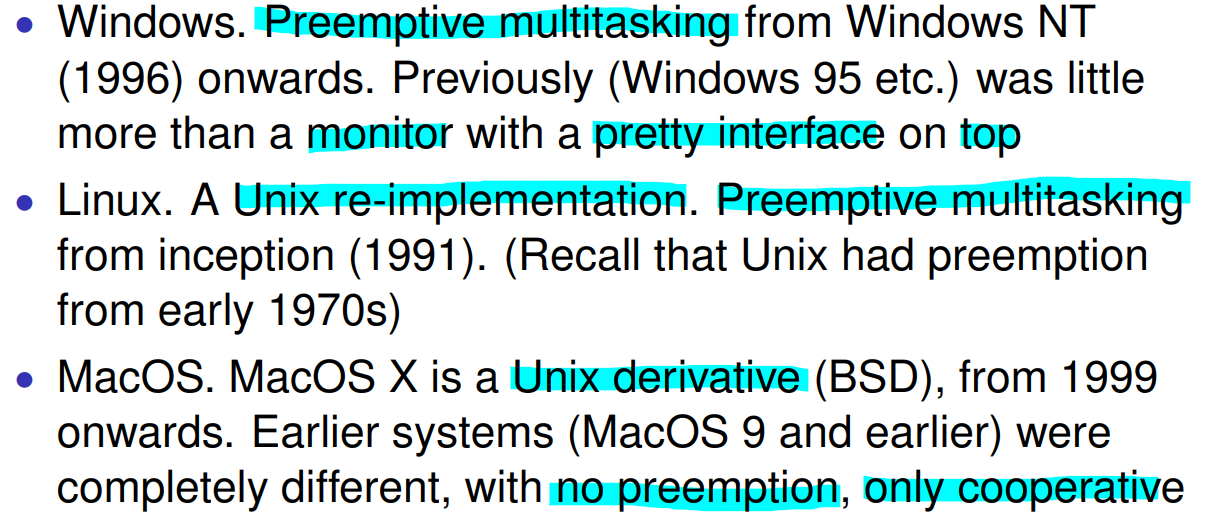 • Windows. Preemptive multitasking from Windows NT
(1996) onwards. Previously (Windows 95 etc.) was little
more than a monitor with a pretty interface on top
• Linux. A Unix re-implementation. Preemptive multitasking
from inception (1991). (Recall that Unix had preemption
from early 1970s)
• MacOS. MacOS X is a Unix derivative (BSD), from 1999
onwards. Earlier systems (MacOS 9 and earlier) were
completely different, with no preemption, only cooperative